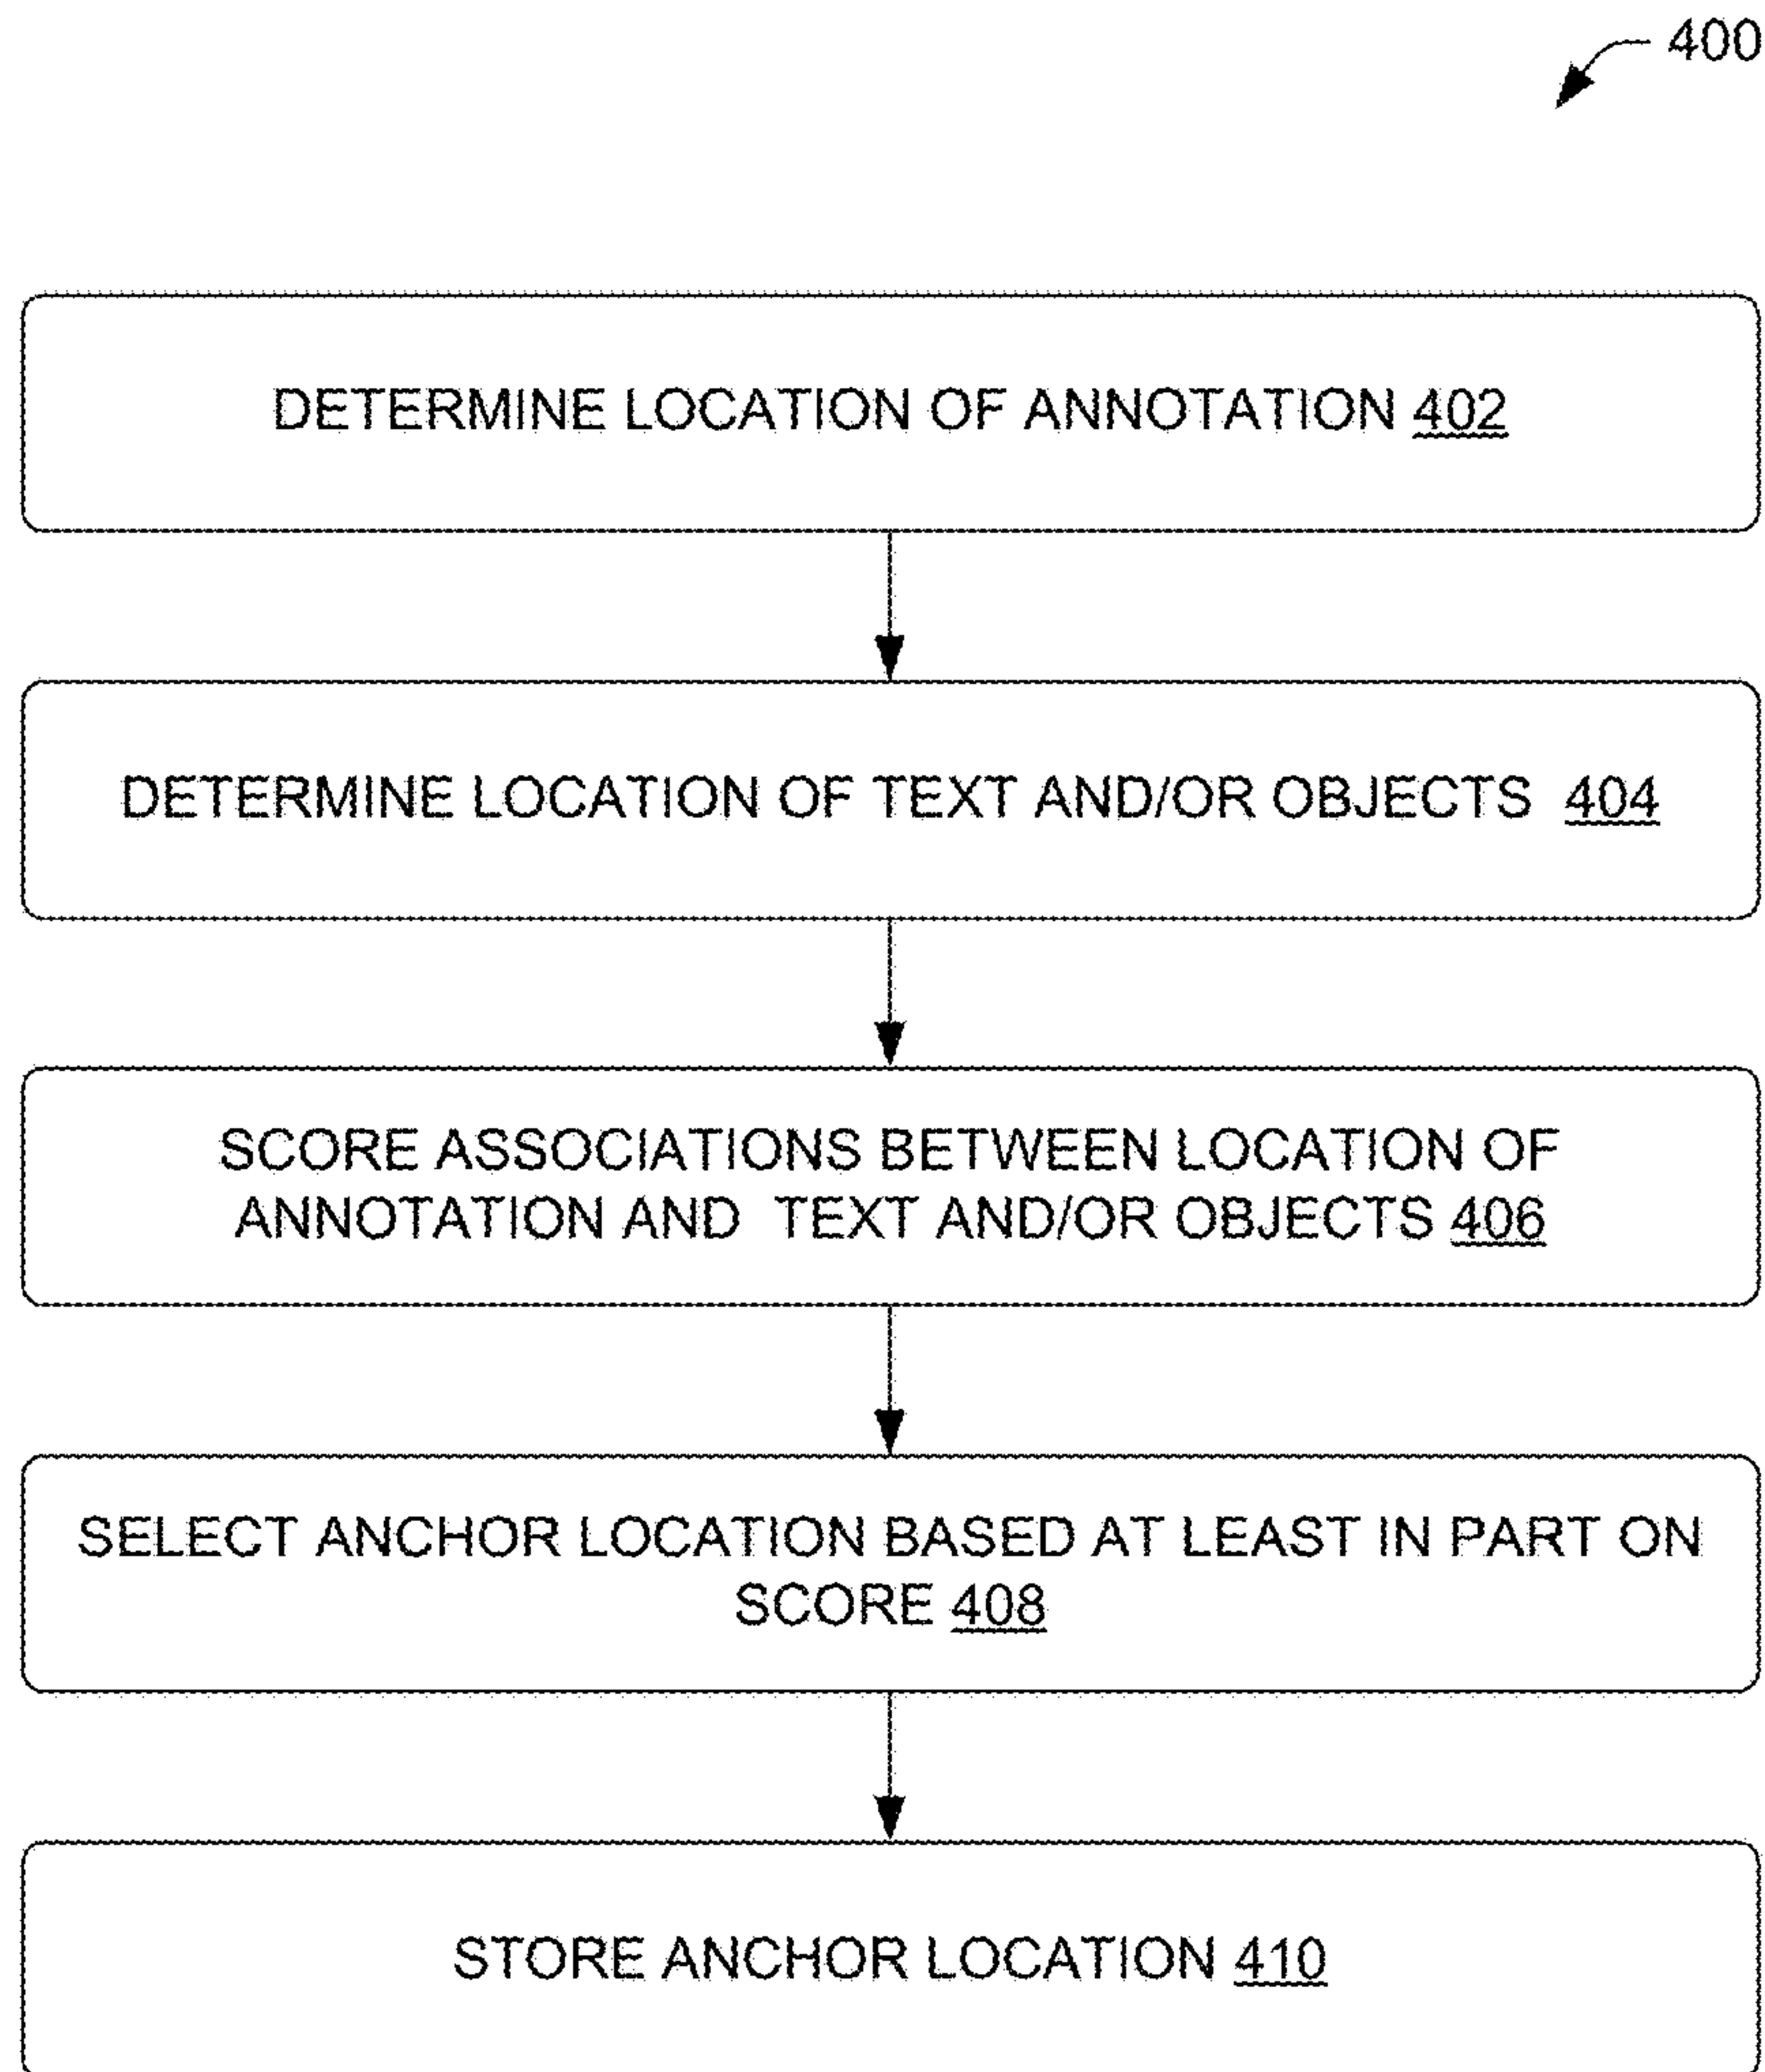 400
DETERMINE LOCATION OF ANNOTATION 402
DETERMINE LOCATION OF TEXT AND/OR OBJECTS 404
SCORE ASSOCIATIONS BETWEEN LOCATION OF
ANNOTATION AND TEXT AND/OR OBJECTS 406
SELECT ANCHOR LOCATION BASED AT LEAST IN PART ON
SCORE 408
STORE ANCHOR LOCATION 410